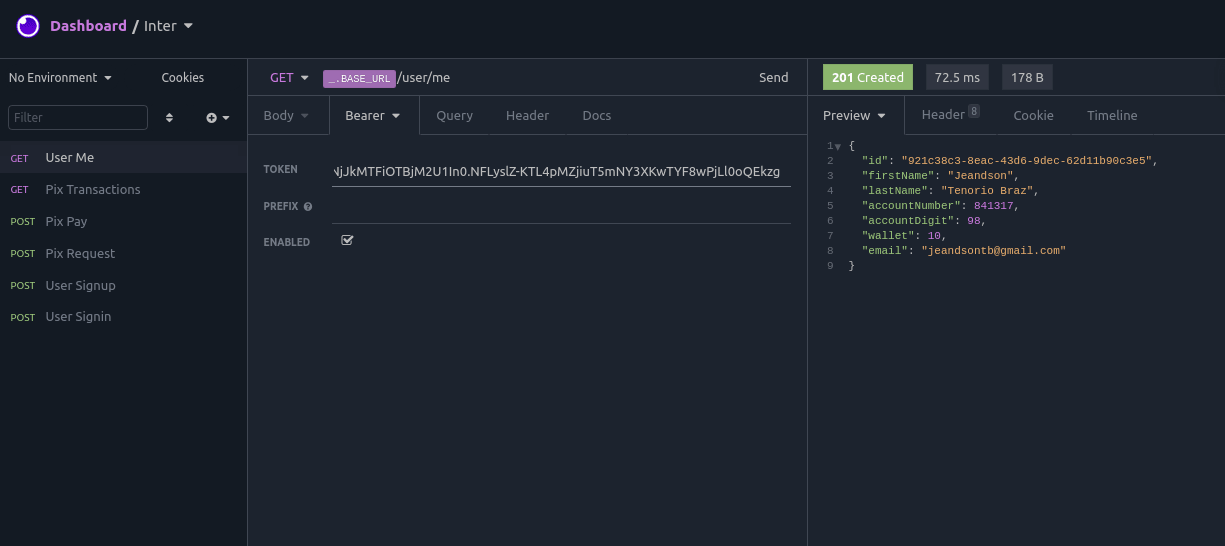 Dashboard / Inter
No Environment
Cookies
Filter
GET User Me
GET Pix Transactions
POST Pix Pay
POST Pix Request
POST User Signup
POST User Signin
GET _.BASE_URL/user/me Send
Body Bearer Query Header Docs
TOKEN
PREFIX
ENABLED
201 Created 72.5 ms 178 B
Preview Header 8 Cookie Timeline
1 {
2 "id": "921c38c3-8eac-43d6-9dec-62d11b90c3e5",
3 "firstName": "Jeandson",
4 "lastName": "Tenorio Braz",
5 "accountNumber": 841317,
6 "accountDigit": 98,
7 "wallet": 10,
8 "email": "jeandsontb@gmail.com"
9 }